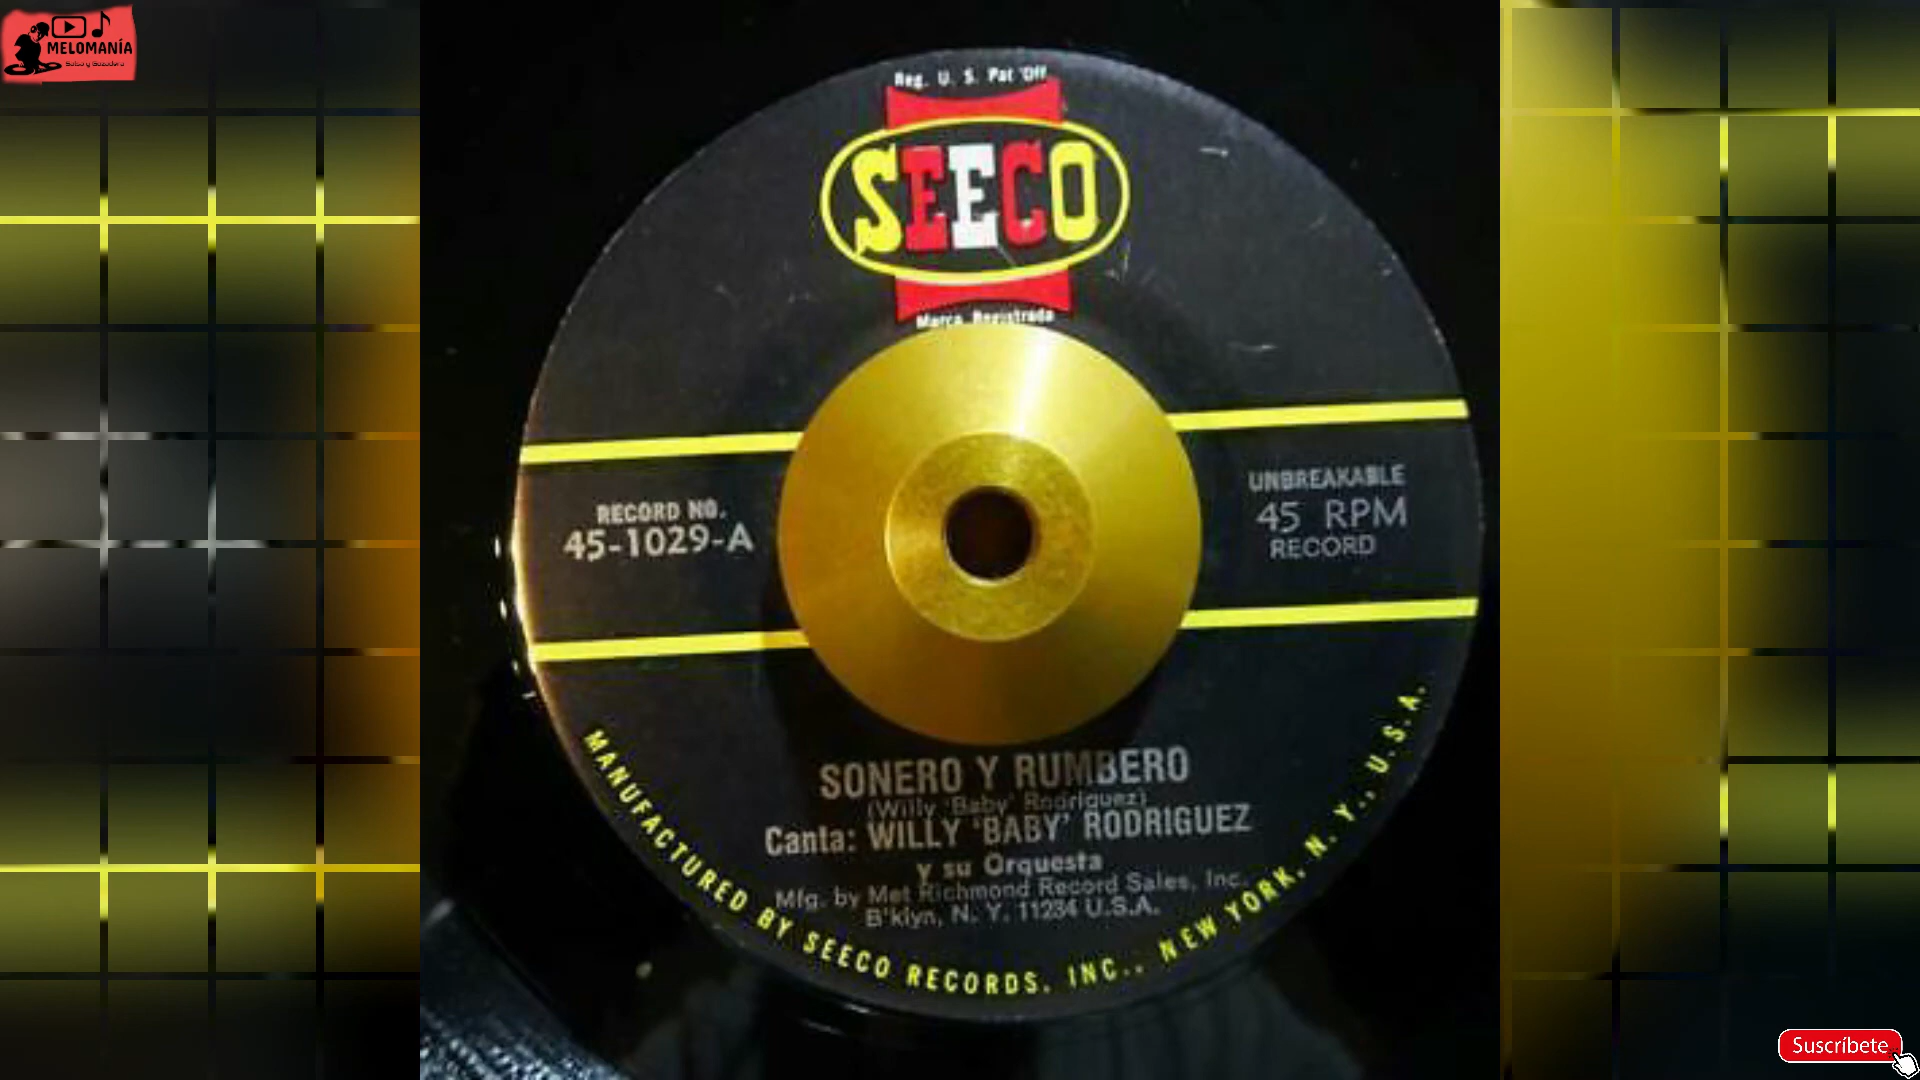 MELOMANÍA
Salsa y Gozadera
Reg. U. S. Pat 'Off
SEECO
Marca Registrada
RECORD NO.
45-1029-A
UNBREAKABLE
45 RPM
RECORD
SONERO Y RUMBERO
(Willy 'Baby' Rodriguez)
Canta: WILLY 'BABY' RODRIGUEZ
y su Orquesta
Mfg. by Met Richmond Record Sales, Inc.
B'klyn, N. Y. 11234 U.S.A.
MANUFACTURED BY SEECO RECORDS, INC., NEW YORK, N. Y., U.S.A.
Suscríbete